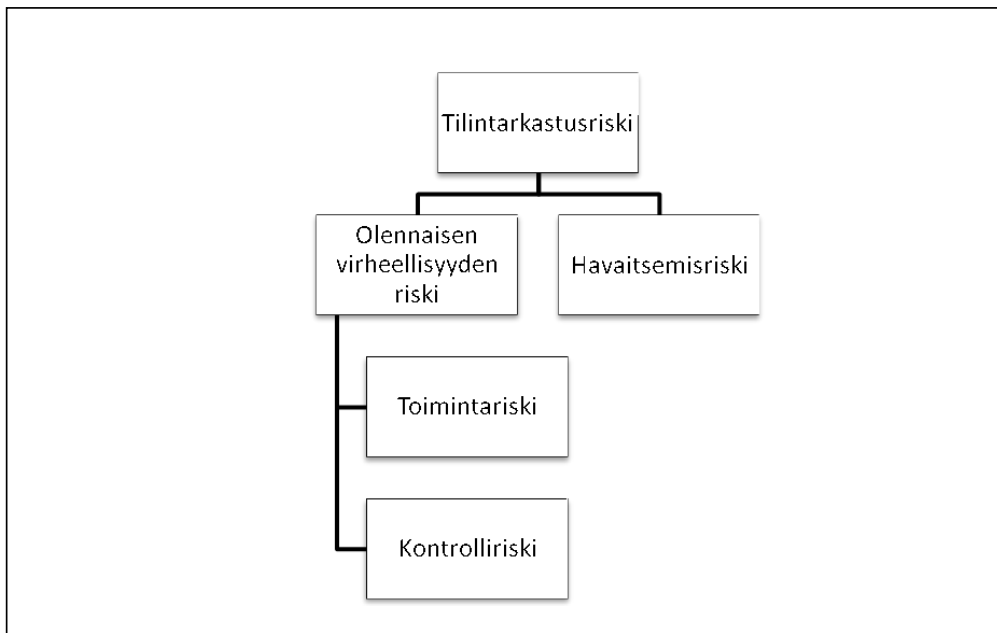 Tilintarkastusriski
Olennaisen
virheellisyyden
riski
Havaitsemisriski
Toimintariski
Kontrolliriski